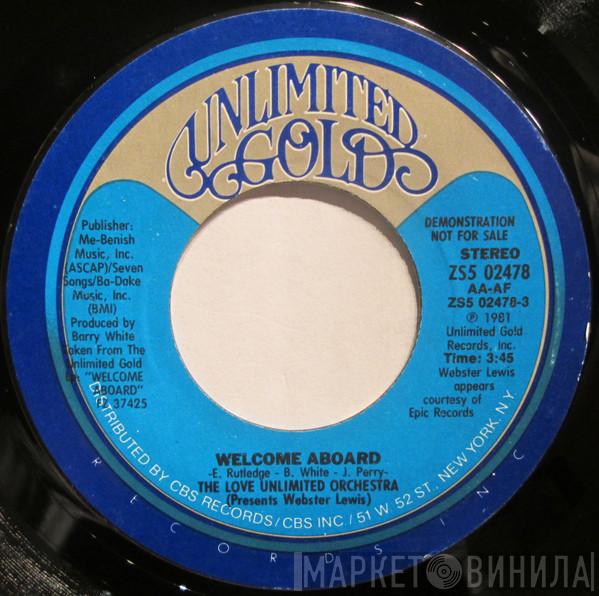 UNLIMITED
GOLD
Publisher:
Me-Benish
Music, Inc.
(ASCAP)/Seven
Songs/Ba-Dake
Music, Inc.
(BMI)
Produced by
Barry White
Taken From The
Unlimited Gold
Lp: "WELCOME
ABOARD"
FZ 37425
DEMONSTRATION
NOT FOR SALE
STEREO
ZS5 02478
AA-AF
ZS5 02478-3
℗ 1981
Unlimited Gold
Records, Inc.
Time: 3:45
Webster Lewis
appears
courtesy of
Epic Records
WELCOME ABOARD
-E. Rutledge - B. White - J. Perry-
THE LOVE UNLIMITED ORCHESTRA
(Presents Webster Lewis)
DISTRIBUTED BY CBS RECORDS/CBS INC./51 W. 52 ST., NEW YORK, N.Y.
RECORDS INC.
МАРКЕТ ВИНИЛА